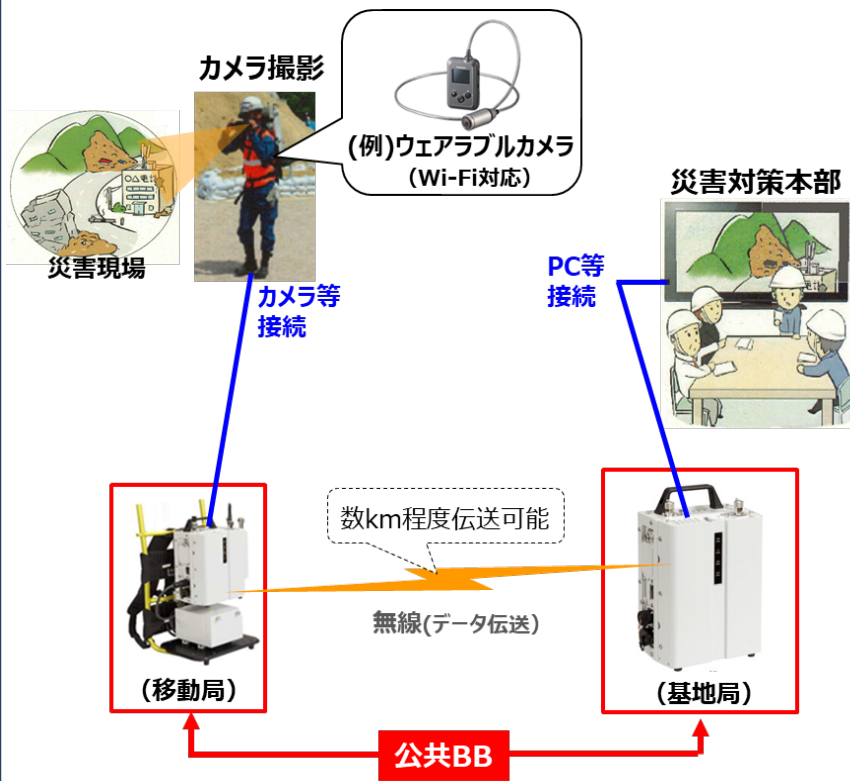 カメラ撮影
(例)ウェアラブルカメラ
(Wi-Fi対応)
災害対策本部
災害現場
カメラ等
接続
PC等
接続
数km程度伝送可能
無線(データ伝送)
(移動局)
(基地局)
公共BB